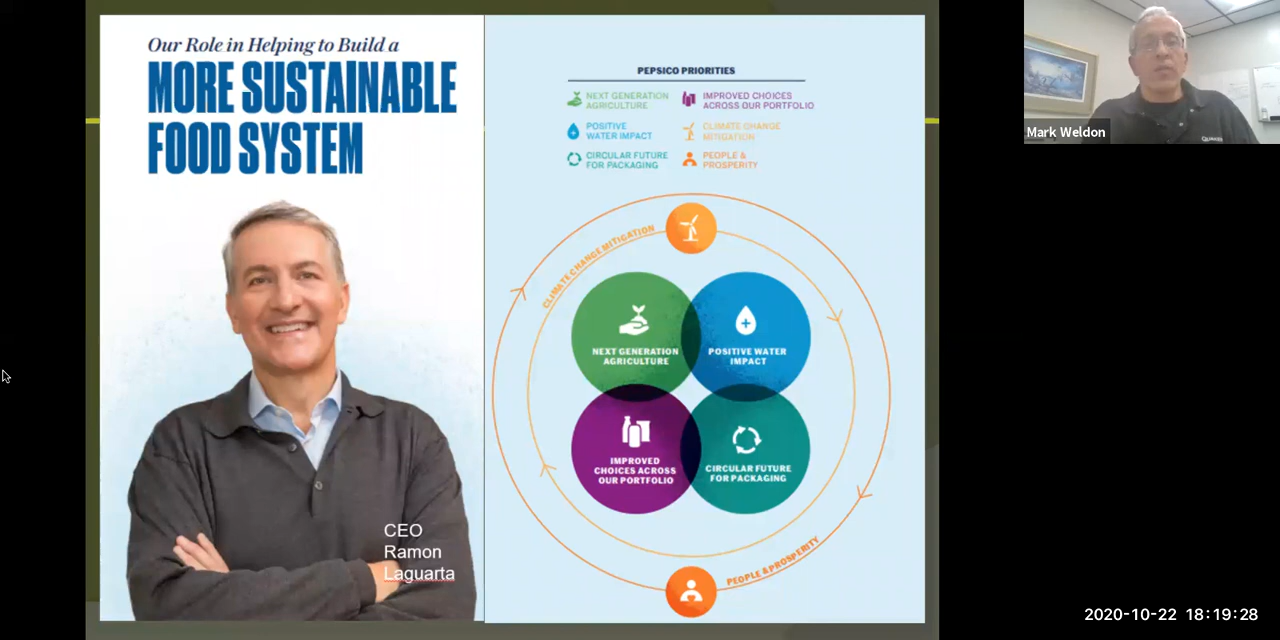 Our Role in Helping to Build a
MORE SUSTAINABLE
FOOD SYSTEM
CEO
Ramon
Laguarta
PEPSICO PRIORITIES
NEXT GENERATION
AGRICULTURE
IMPROVED CHOICES
ACROSS OUR PORTFOLIO
POSITIVE
WATER IMPACT
CLIMATE CHANGE
MITIGATION
CIRCULAR FUTURE
FOR PACKAGING
PEOPLE &
PROSPERITY
CLIMATE CHANGE MITIGATION
NEXT GENERATION
AGRICULTURE
POSITIVE WATER
IMPACT
IMPROVED
CHOICES ACROSS
OUR PORTFOLIO
CIRCULAR FUTURE
FOR PACKAGING
PEOPLE & PROSPERITY
Mark Weldon
2020-10-22 18:19:28